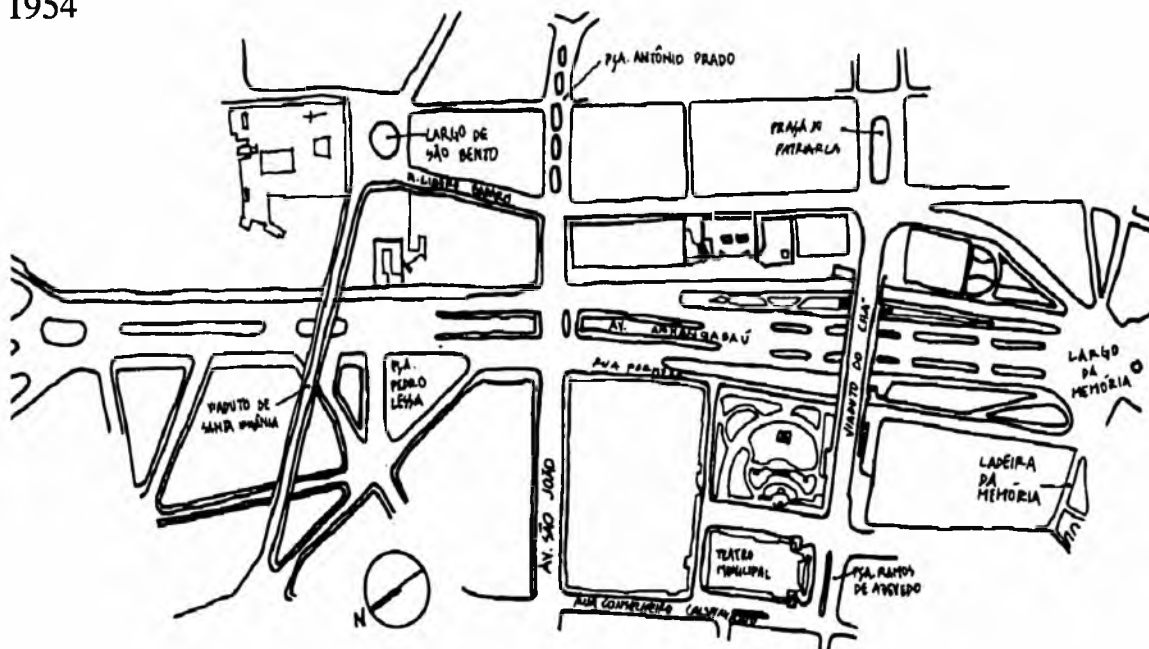 1954
PÇA. ANTÔNIO PRADO
LARGO DE
SÃO BENTO
PRAÇA DO
PATRIARCA
R. LIBERO BADARÓ
AV. ANHANGABAÚ
RUA FORMOSA
VIADUTO DO CHÁ
LARGO
DA
MEMÓRIA
PÇA.
PEDRO
LESSA
VIADUTO DE
SANTA IFIGÊNIA
AV. SÃO JOÃO
LADEIRA
DA
MEMÓRIA
TEATRO
MUNICIPAL
PÇA. RAMOS
DE AZEVEDO
RUA CONSELHEIRO
N